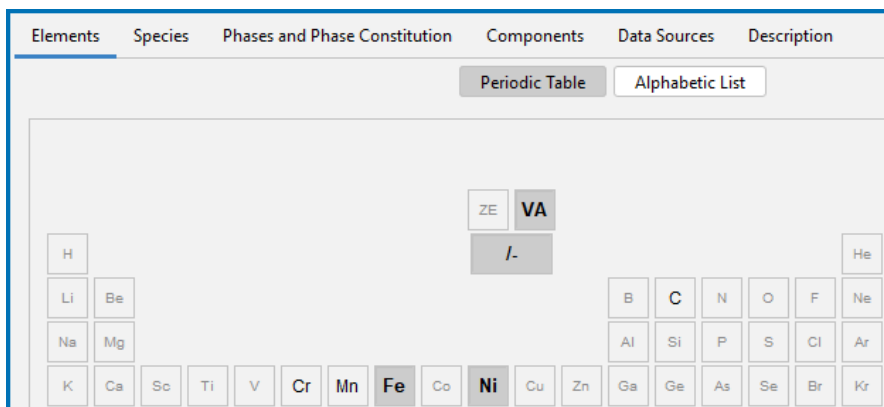 Elements Species Phases and Phase Constitution Components Data Sources Description
Periodic Table Alphabetic List
ZE VA
H /- He
Li Be B C N O F Ne
Na Mg Al Si P S Cl Ar
K Ca Sc Ti V Cr Mn Fe Co Ni Cu Zn Ga Ge As Se Br Kr